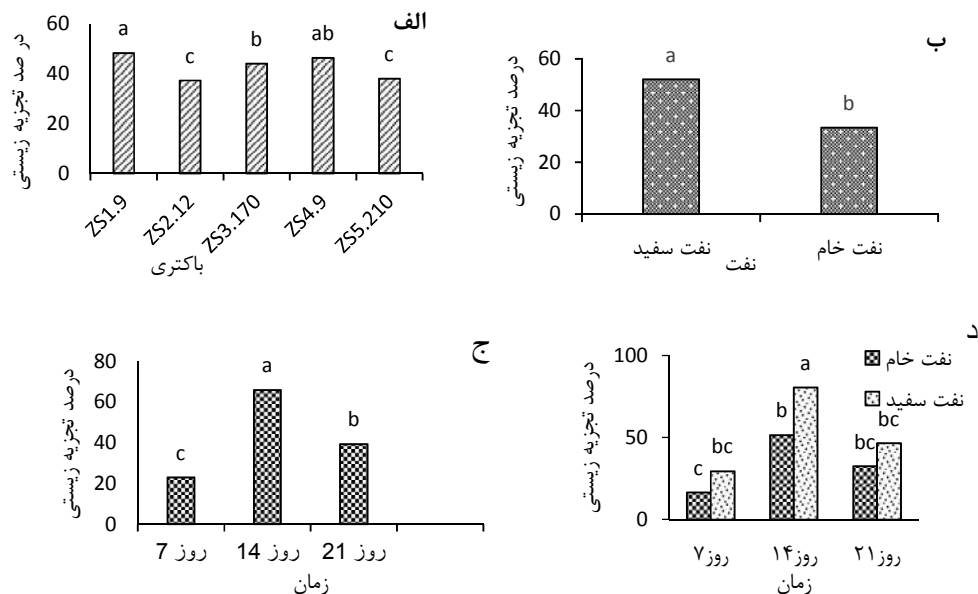 الف
در صد تجزیه زیستی
60
40
20
0
a
c
b
ab
c
ZS1.9
ZS2.12
ZS3.170
ZS4.9
ZS5.210
باکتری
ب
درصد تجزیه زیستی
60
40
20
0
a
b
نفت سفید
نفت خام
نفت
ج
درصد تجزیه زیستی
80
60
40
20
0
c
a
b
روز 7
روز 14
روز 21
زمان
د
درصد تجزیه زیستی
100
50
0
نفت خام
نفت سفید
c
bc
b
a
bc
bc
روز۷
روز۱۴
روز۲۱
زمان